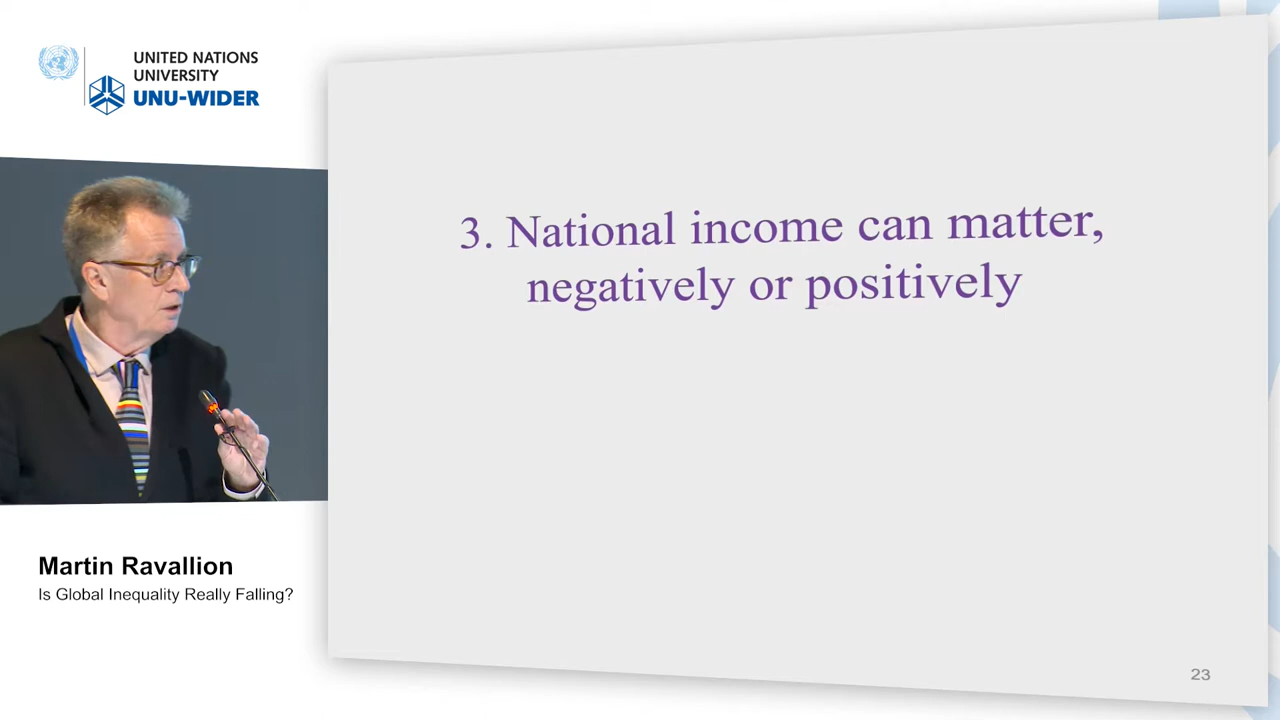 UNITED NATIONS
UNIVERSITY
UNU-WIDER
3. National income can matter,
negatively or positively
Martin Ravallion
Is Global Inequality Really Falling?
23